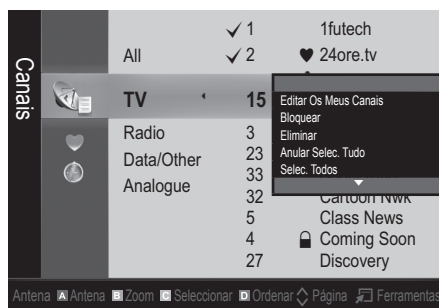 Canais
✓ 1 1futech
All ✓ 2 ♥ 24ore.tv
TV 15
Editar Os Meus Canais
Bloquear
Eliminar
Anular Selec. Tudo
Selec. Todos
Radio 3
Data/Other 23
Analogue 33
32 Cartoon Nwk
5 Class News
4 Coming Soon
27 Discovery
Antena A Antena B Zoom C Seleccionar D Ordenar Página Ferramentas